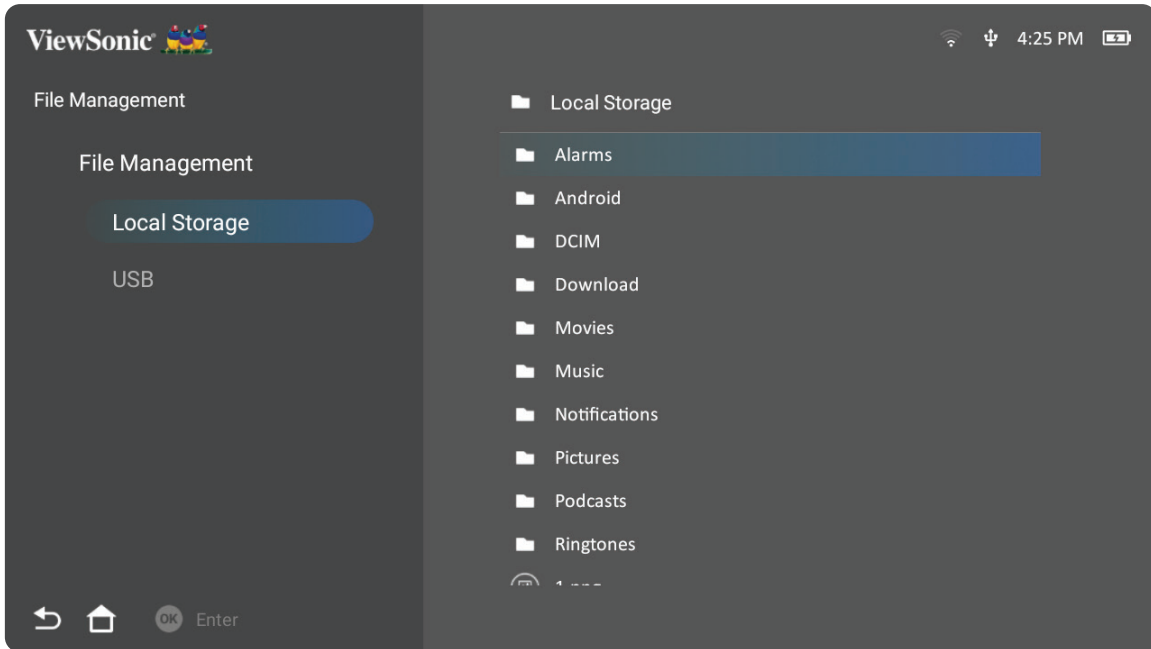 ViewSonic
4:25 PM
File Management
File Management
Local Storage
USB
Local Storage
Alarms
Android
DCIM
Download
Movies
Music
Notifications
Pictures
Podcasts
Ringtones
OK Enter